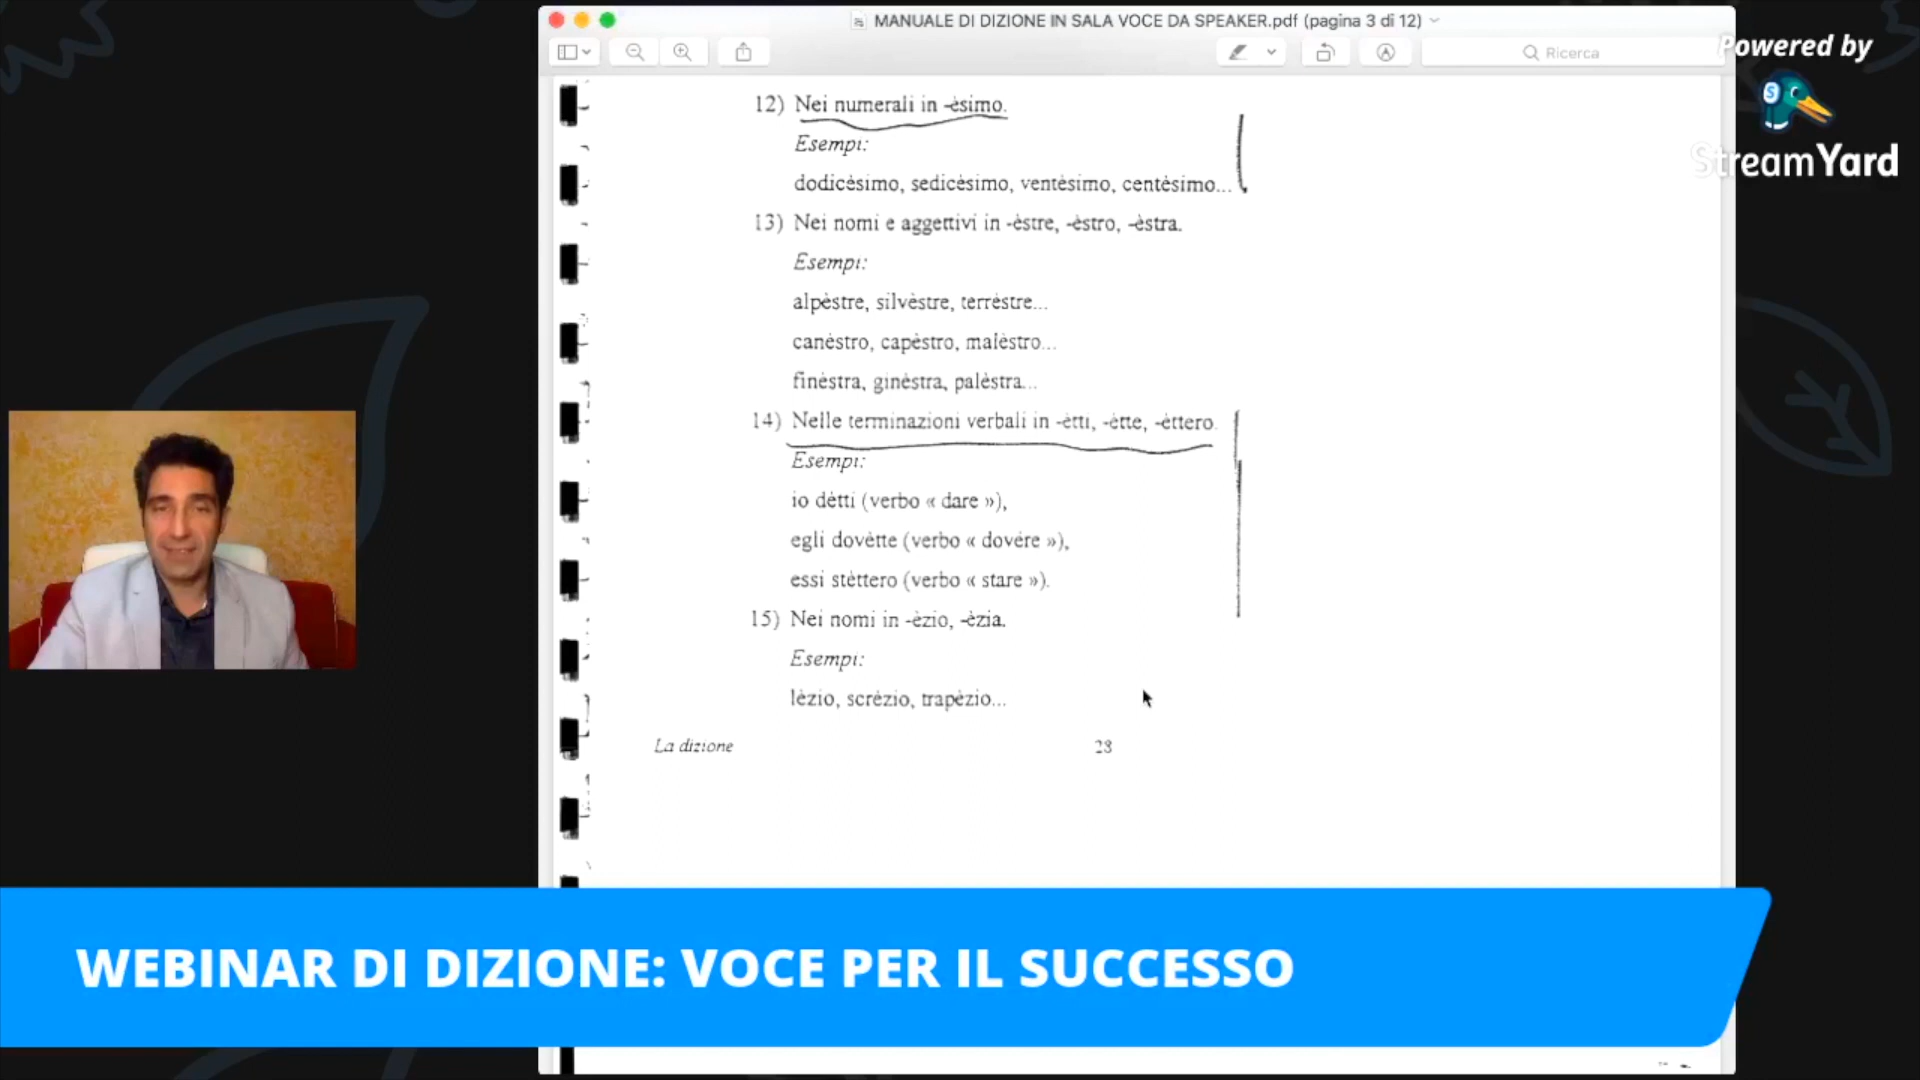 MANUALE DI DIZIONE IN SALA VOCE DA SPEAKER.pdf (pagina 3 di 12)
Ricerca
Powered by
StreamYard
12) Nei numerali in -èsimo.
Esempi:
dodicèsimo, sedicèsimo, ventèsimo, centèsimo...
13) Nei nomi e aggettivi in -èstre, -èstro, -èstra.
Esempi:
alpèstre, silvèstre, terrèstre...
canèstro, capèstro, malèstro...
finèstra, ginèstra, palèstra...
14) Nelle terminazioni verbali in -ètti, -ètte, -èttero.
Esempi:
io dètti (verbo « dare »),
egli dovètte (verbo « dovére »),
essi stèttero (verbo « stare »).
15) Nei nomi in -èzio, -èzia.
Esempi:
lèzio, scrèzio, trapèzio...
La dizione 28
WEBINAR DI DIZIONE: VOCE PER IL SUCCESSO